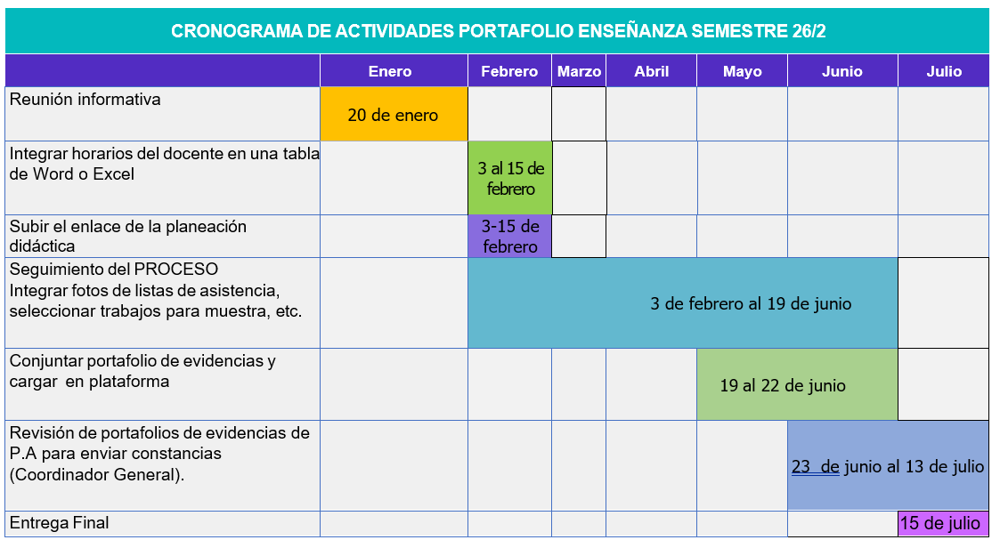 CRONOGRAMA DE ACTIVIDADES PORTAFOLIO ENSEÑANZA SEMESTRE 26/2
Enero Febrero Marzo Abril Mayo Junio Julio
Reunión informativa
20 de enero
Integrar horarios del docente en una tabla
de Word o Excel
3 al 15 de
febrero
Subir el enlace de la planeación
didáctica
3-15 de
febrero
Seguimiento del PROCESO
Integrar fotos de listas de asistencia,
seleccionar trabajos para muestra, etc.
3 de febrero al 19 de junio
Conjuntar portafolio de evidencias y
cargar en plataforma
19 al 22 de junio
Revisión de portafolios de evidencias de
P.A para enviar constancias
(Coordinador General).
23 de junio al 13 de julio
Entrega Final
15 de julio